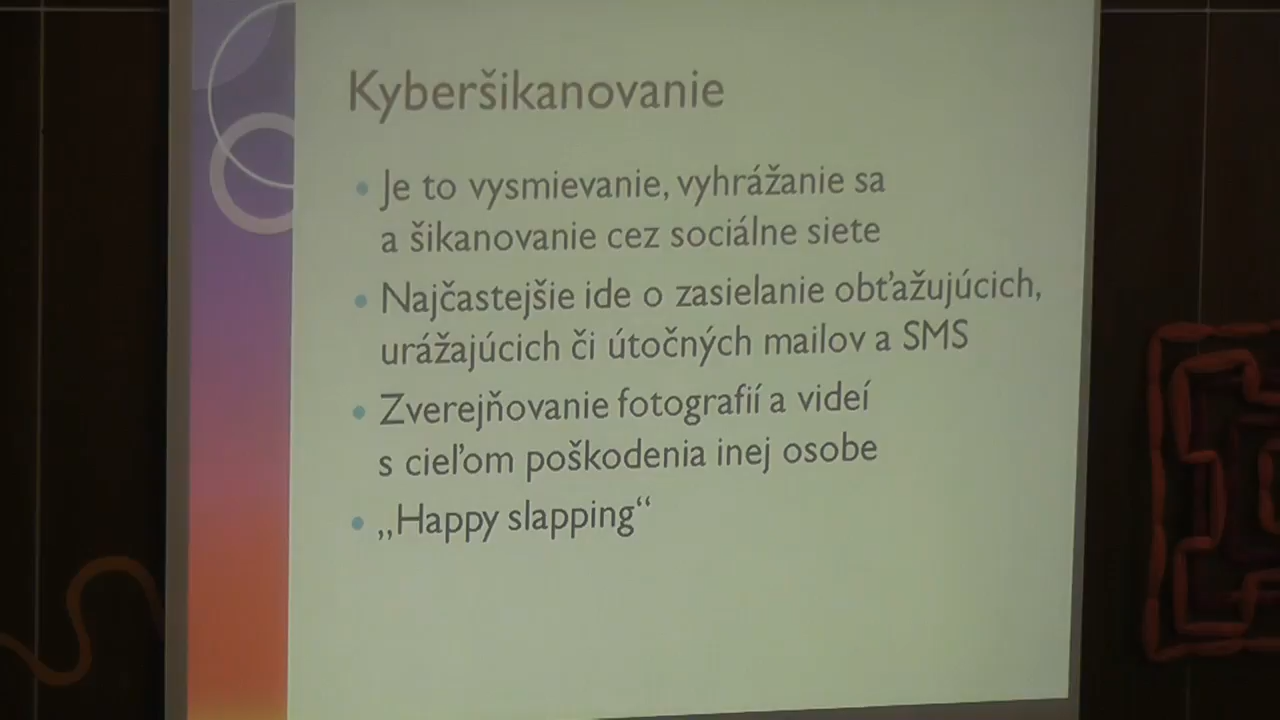 Kyberšikanovanie
• Je to vysmievanie, vyhrážanie sa
a šikanovanie cez sociálne siete
• Najčastejšie ide o zasielanie obťažujúcich,
urážajúcich či útočných mailov a SMS
• Zverejňovanie fotografií a videí
s cieľom poškodenia inej osobe
• „Happy slapping“